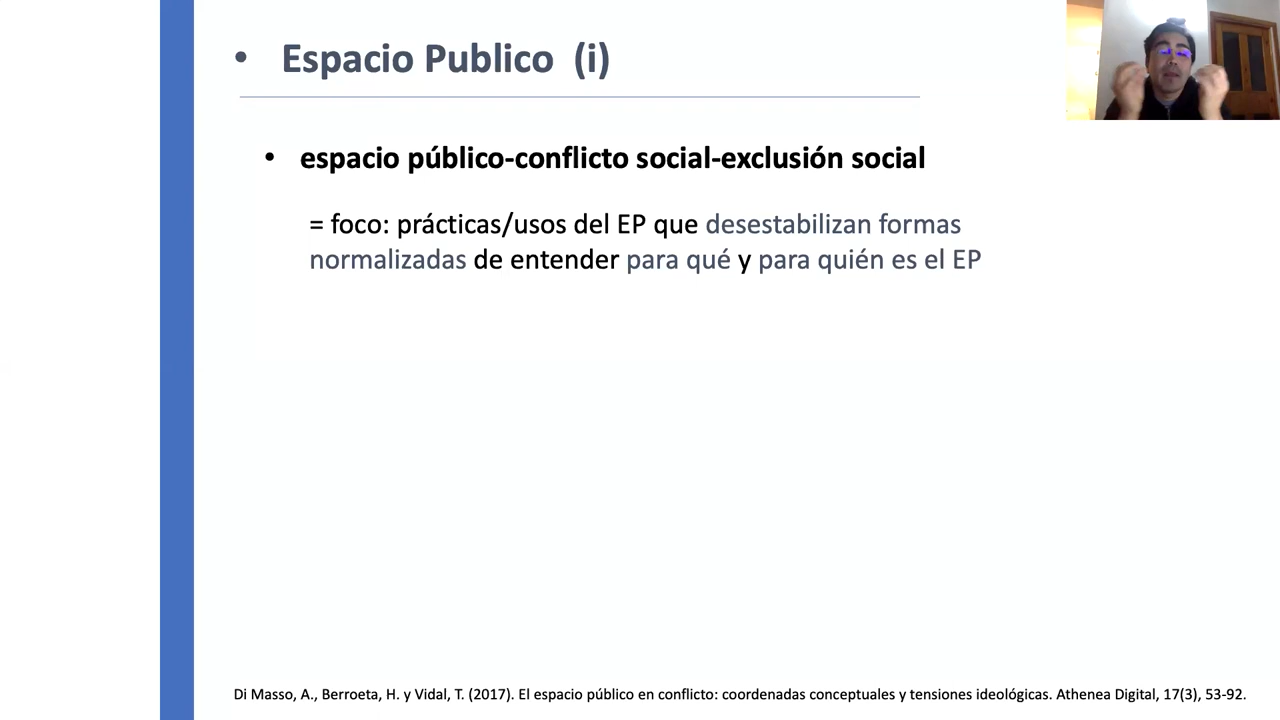 • Espacio Publico (i)
• espacio público-conflicto social-exclusión social
= foco: prácticas/usos del EP que desestabilizan formas
normalizadas de entender para qué y para quién es el EP
Di Masso, A., Berroeta, H. y Vidal, T. (2017). El espacio público en conflicto: coordenadas conceptuales y tensiones ideológicas. Athenea Digital, 17(3), 53-92.